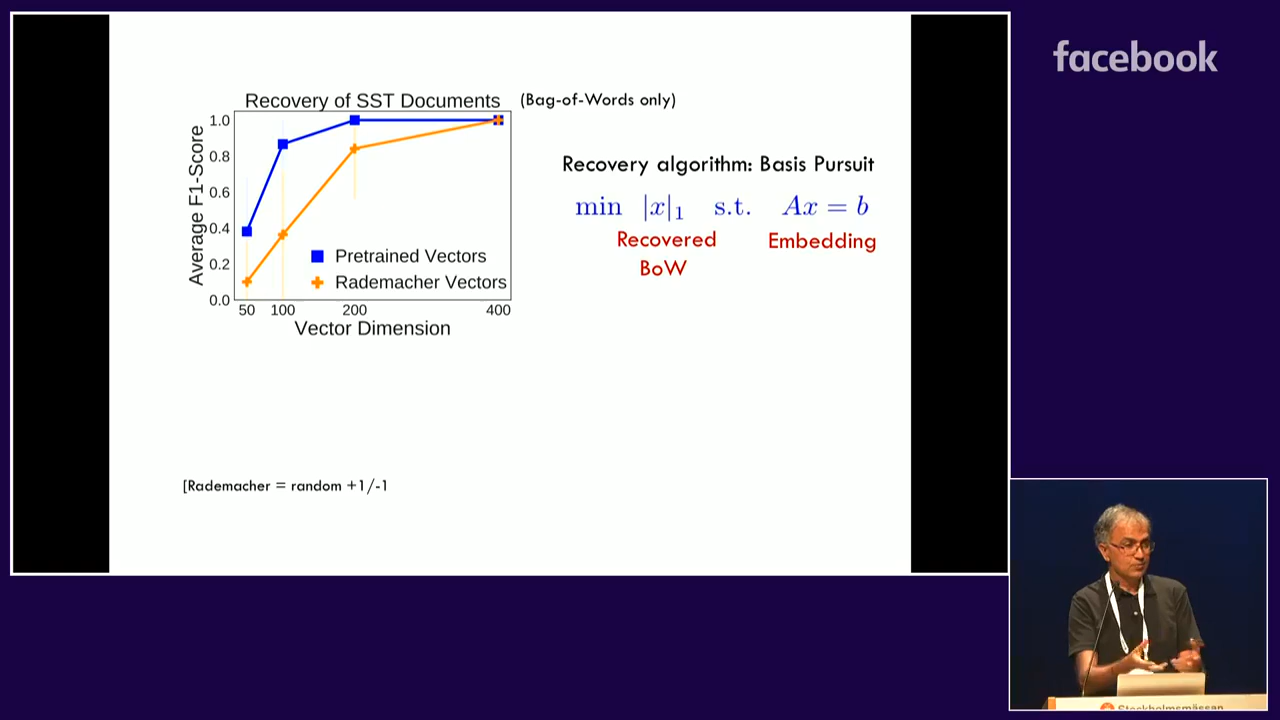 facebook
Recovery of SST Documents
(Bag-of-Words only)
Average F1-Score
1.0
0.8
0.6
0.4
0.2
0.0
50 100 200 400
Vector Dimension
Pretrained Vectors
Rademacher Vectors
Recovery algorithm: Basis Pursuit
min |x|₁ s.t. Ax = b
Recovered
BoW
Embedding
[Rademacher = random +1/-1
Stockholmsmässan